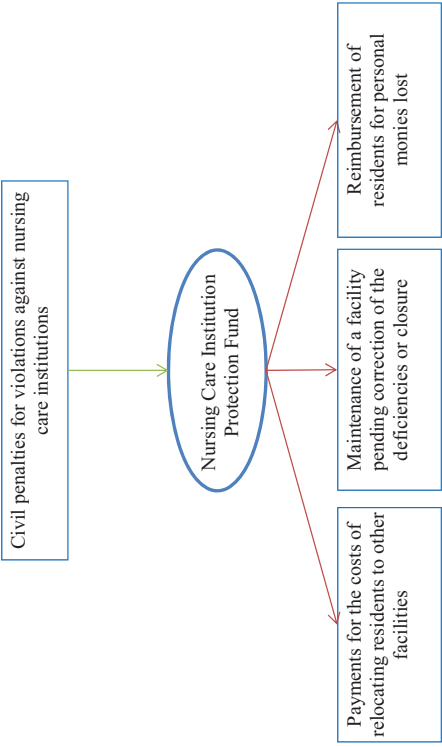 Civil penalties for violations against nursing
care institutions
Nursing Care Institution
Protection Fund
Payments for the costs of
relocating residents to other
facilities
Maintenance of a facility
pending correction of the
deficiencies or closure
Reimbursement of
residents for personal
monies lost